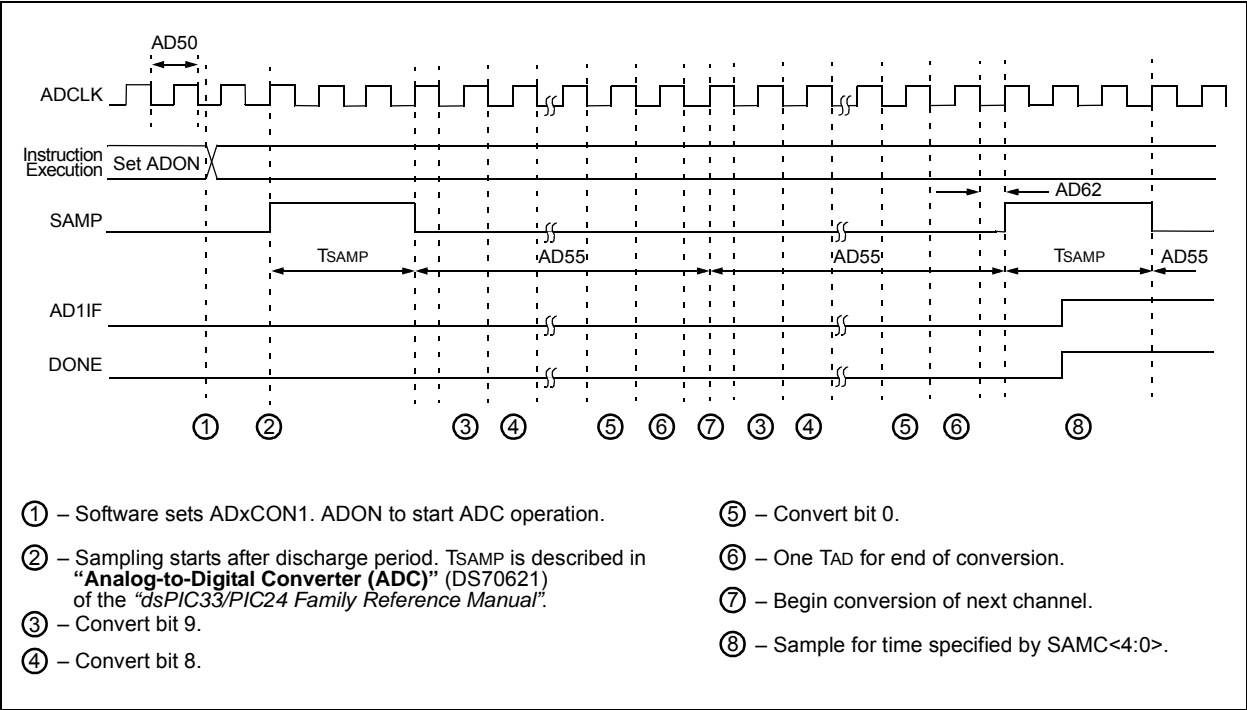 AD50
ADCLK
Instruction
Execution
Set ADON
AD62
SAMP
TSAMP
AD55
AD55
TSAMP
AD55
AD1IF
DONE
1
2
3
4
5
6
7
3
4
5
6
8
1 – Software sets ADxCON1. ADON to start ADC operation.
2 – Sampling starts after discharge period. TSAMP is described in
“Analog-to-Digital Converter (ADC)” (DS70621)
of the “dsPIC33/PIC24 Family Reference Manual”.
3 – Convert bit 9.
4 – Convert bit 8.
5 – Convert bit 0.
6 – One TAD for end of conversion.
7 – Begin conversion of next channel.
8 – Sample for time specified by SAMC<4:0>.